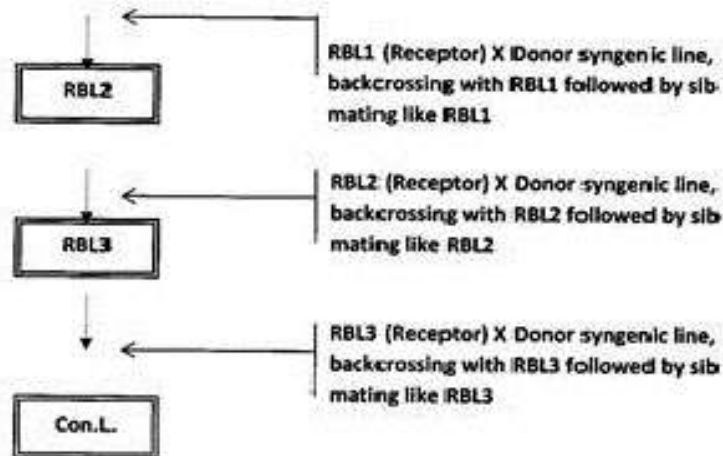 RBL1 (Receptor) X Donor syngenic line,
backcrossing with RBL1 followed by sib
mating like RBL1
RBL2
RBL2 (Receptor) X Donor syngenic line,
backcrossing with RBL2 followed by sib
mating like RBL2
RBL3
RBL3 (Receptor) X Donor syngenic line,
backcrossing with RBL3 followed by sib
mating like RBL3
Con.L.